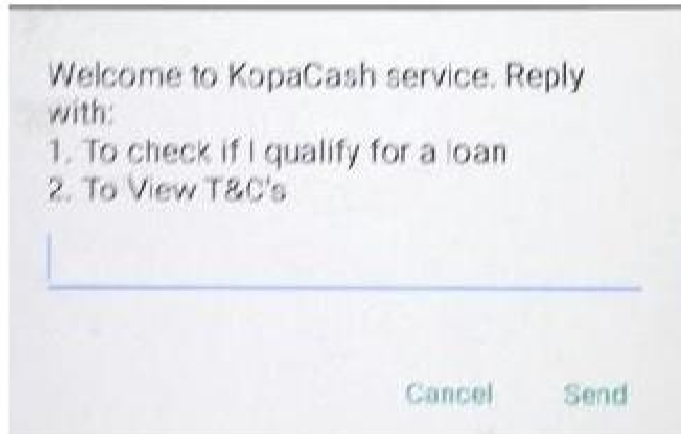 Welcome to KopaCash service. Reply
with:
1. To check if I qualify for a loan
2. To View T&C's
Cancel
Send